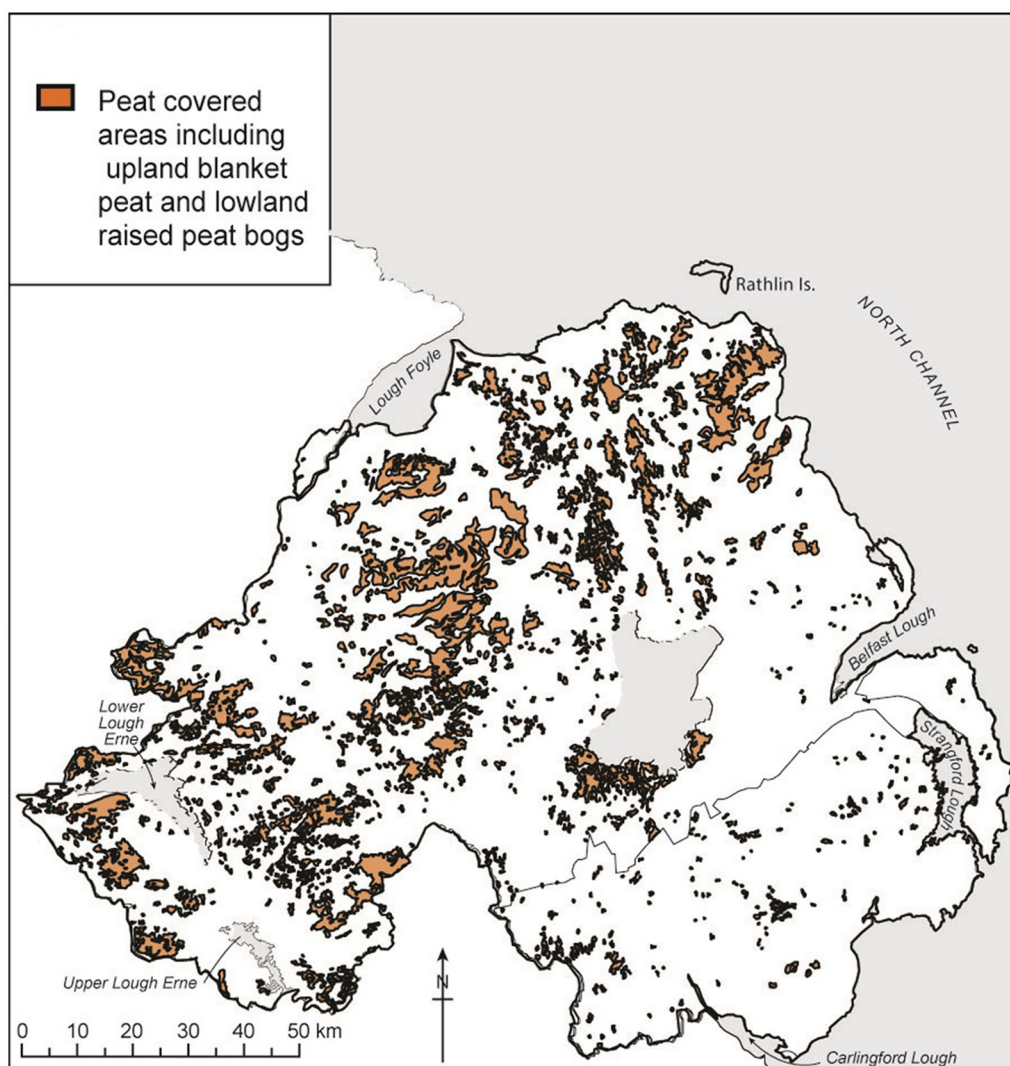 Peat covered
areas including
upland blanket
peat and lowland
raised peat bogs
Rathlin Is.
NORTH CHANNEL
Lough Foyle
Belfast Lough
Lower
Lough
Erne
Strangford Lough
Upper Lough Erne
N
0 10 20 30 40 50 km
Carlingford Lough